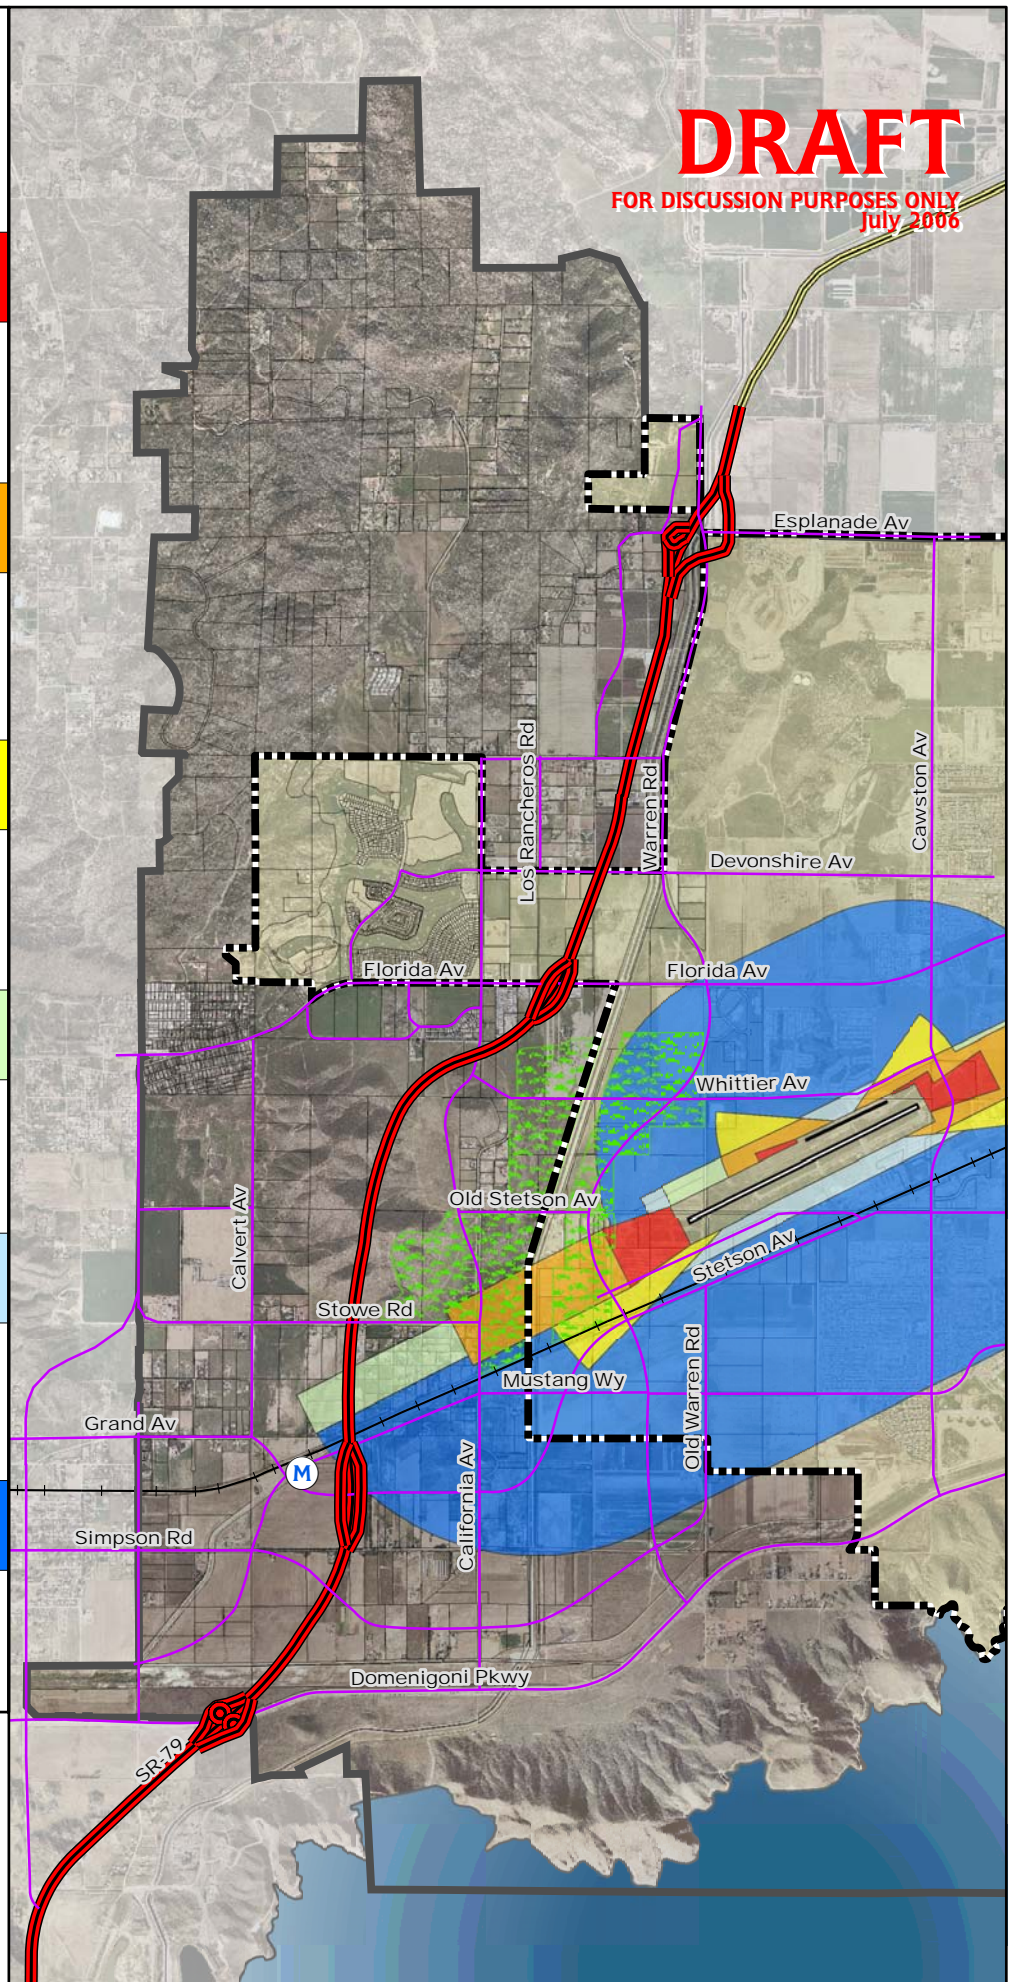 DRAFT
FOR DISCUSSION PURPOSES ONLY
July 2006
Esplanade Av
Los Rancheros Rd
Warren Rd
Cawston Av
Devonshire Av
Florida Av
Florida Av
Whittier Av
Calvert Av
Old Stetson Av
Stetson Av
Stowe Rd
Old Warren Rd
Mustang Wy
Grand Av
M
California Av
Simpson Rd
Domenigoni Pkwy
SR-79